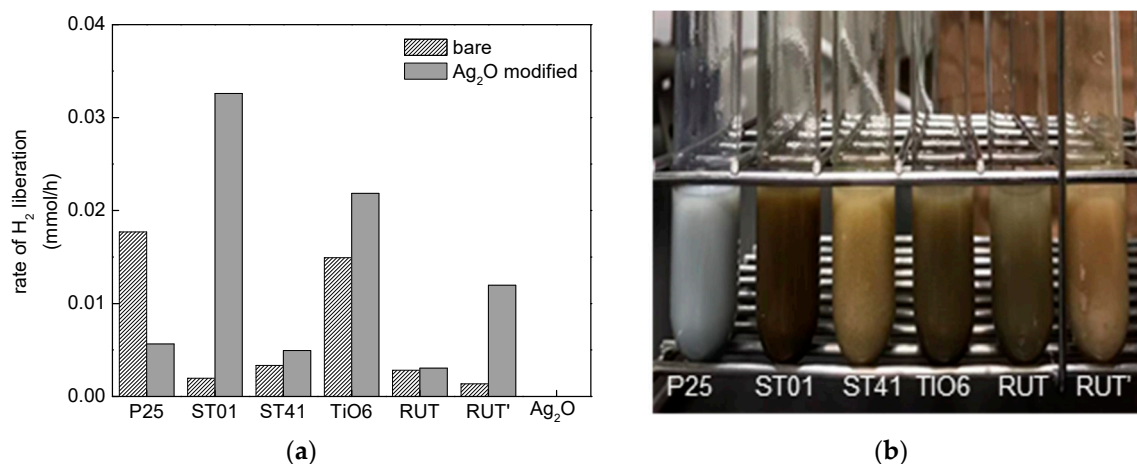 0.04
0.03
0.02
0.01
0.00
rate of H₂ liberation
(mmol/h)
bare
Ag₂O modified
P25 ST01 ST41 TiO6 RUT RUT' Ag₂O
(a)
P25 ST01 ST41 TIO6 RUT RUT'
(b)